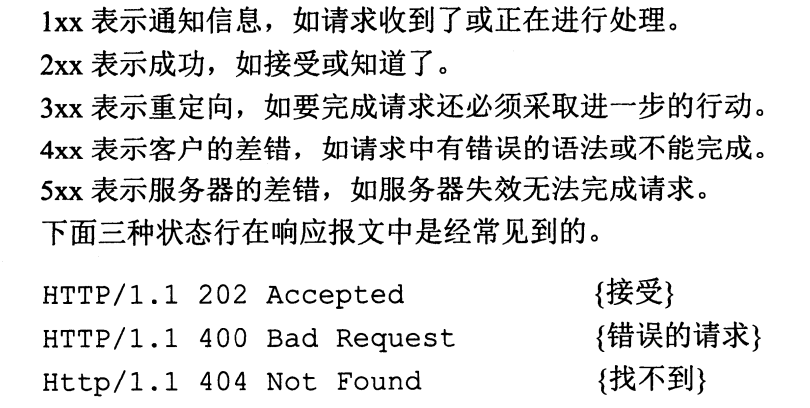 1xx 表示通知信息，如请求收到了或正在进行处理。
2xx 表示成功，如接受或知道了。
3xx 表示重定向，如要完成请求还必须采取进一步的行动。
4xx 表示客户的差错，如请求中有错误的语法或不能完成。
5xx 表示服务器的差错，如服务器失效无法完成请求。
下面三种状态行在响应报文中是经常见到的。
HTTP/1.1 202 Accepted {接受}
HTTP/1.1 400 Bad Request {错误的请求}
Http/1.1 404 Not Found {找不到}